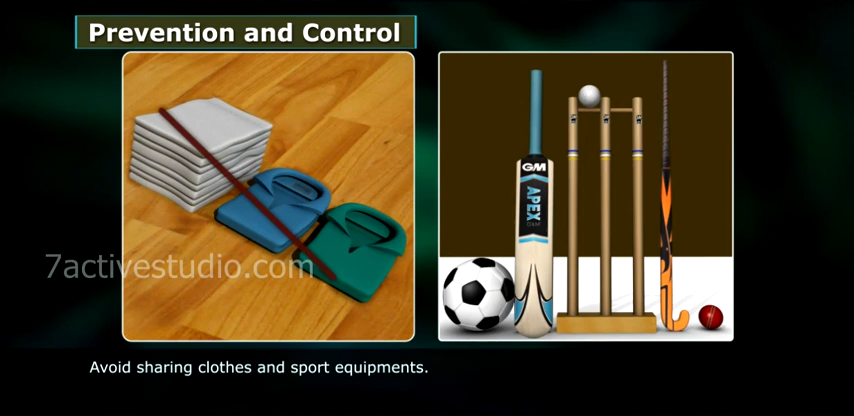 Prevention and Control
GM
APEX
7activestudio.com
Avoid sharing clothes and sport equipments.